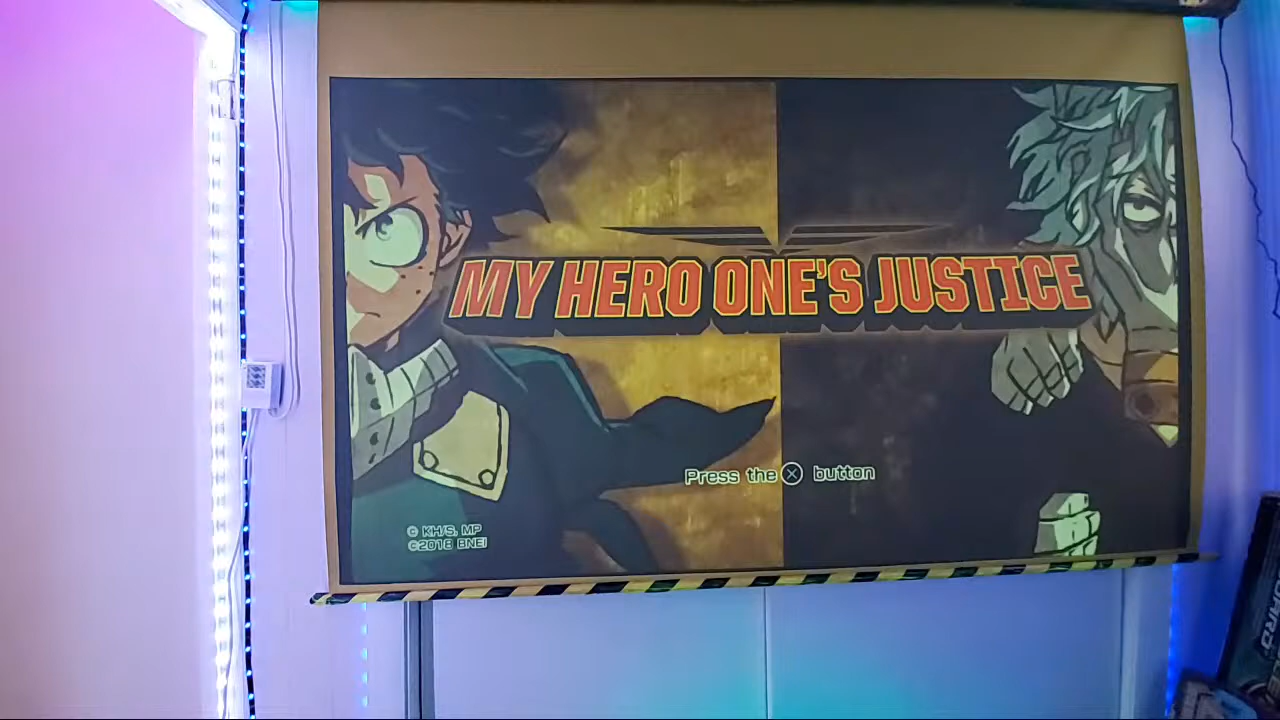 MY HERO ONE'S JUSTICE
Press the ⓧ button
© KH/S, MP
©2018 BNEI